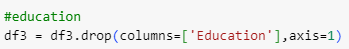 #education
df3 = df3.drop(columns=['Education'],axis=1)